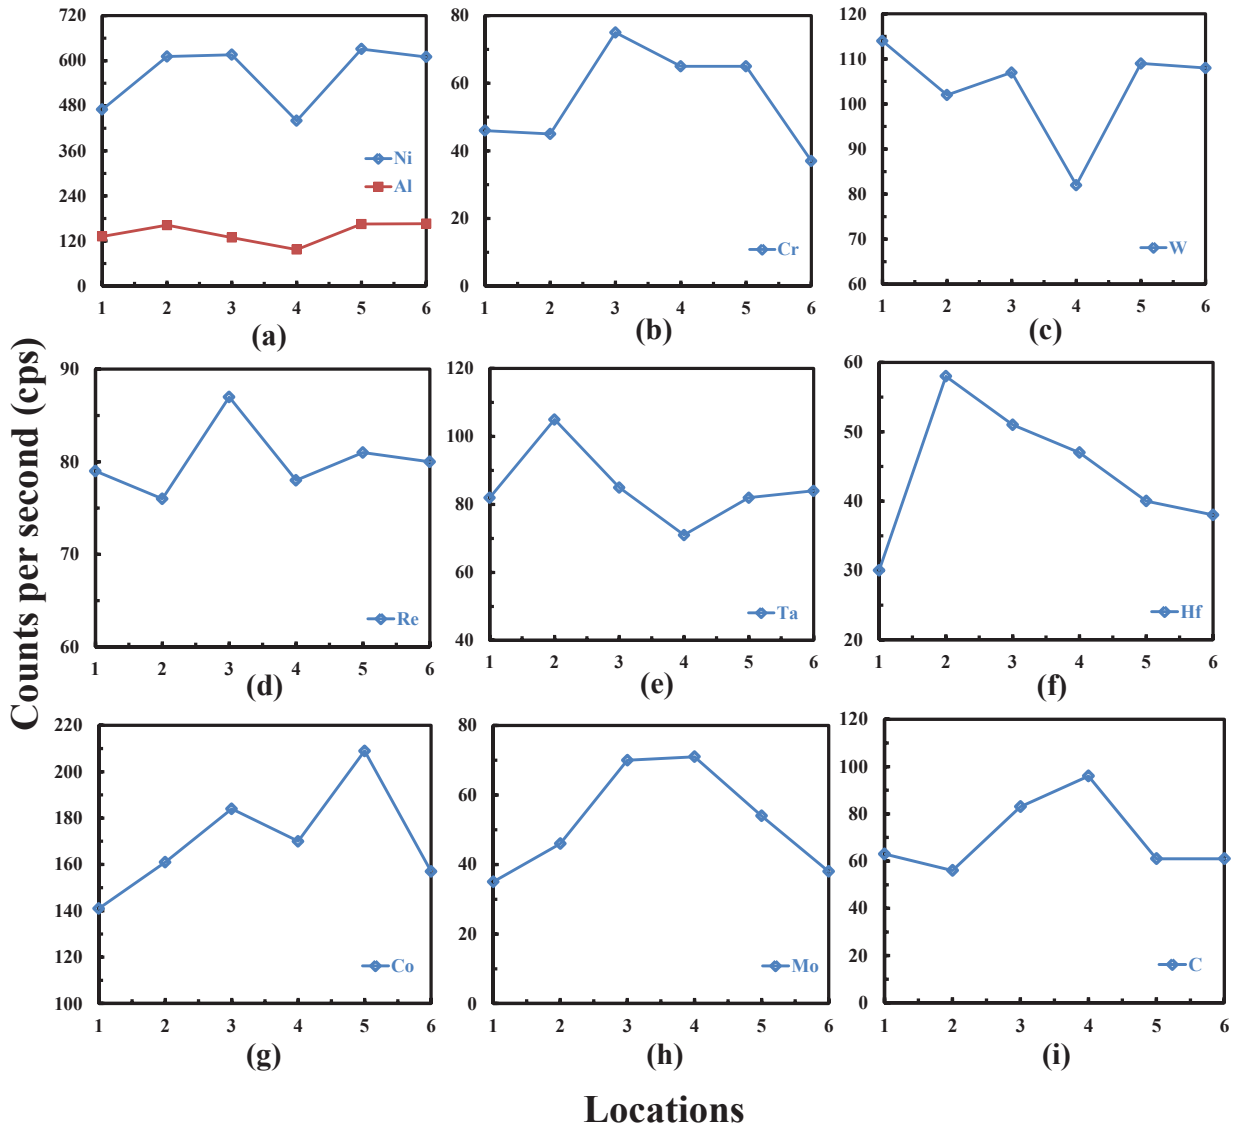 720
600
480
360
240
120
0
Ni
Al
1 2 3 4 5 6
(a)
80
60
40
20
0
Cr
1 2 3 4 5 6
(b)
120
110
100
90
80
70
60
W
1 2 3 4 5 6
(c)
Counts per second (cps)
90
80
70
60
Re
1 2 3 4 5 6
(d)
120
100
80
60
40
Ta
1 2 3 4 5 6
(e)
60
50
40
30
20
Hf
1 2 3 4 5 6
(f)
220
200
180
160
140
120
100
Co
1 2 3 4 5 6
(g)
80
60
40
20
0
Mo
1 2 3 4 5 6
(h)
120
100
80
60
40
20
0
C
1 2 3 4 5 6
(i)
Locations